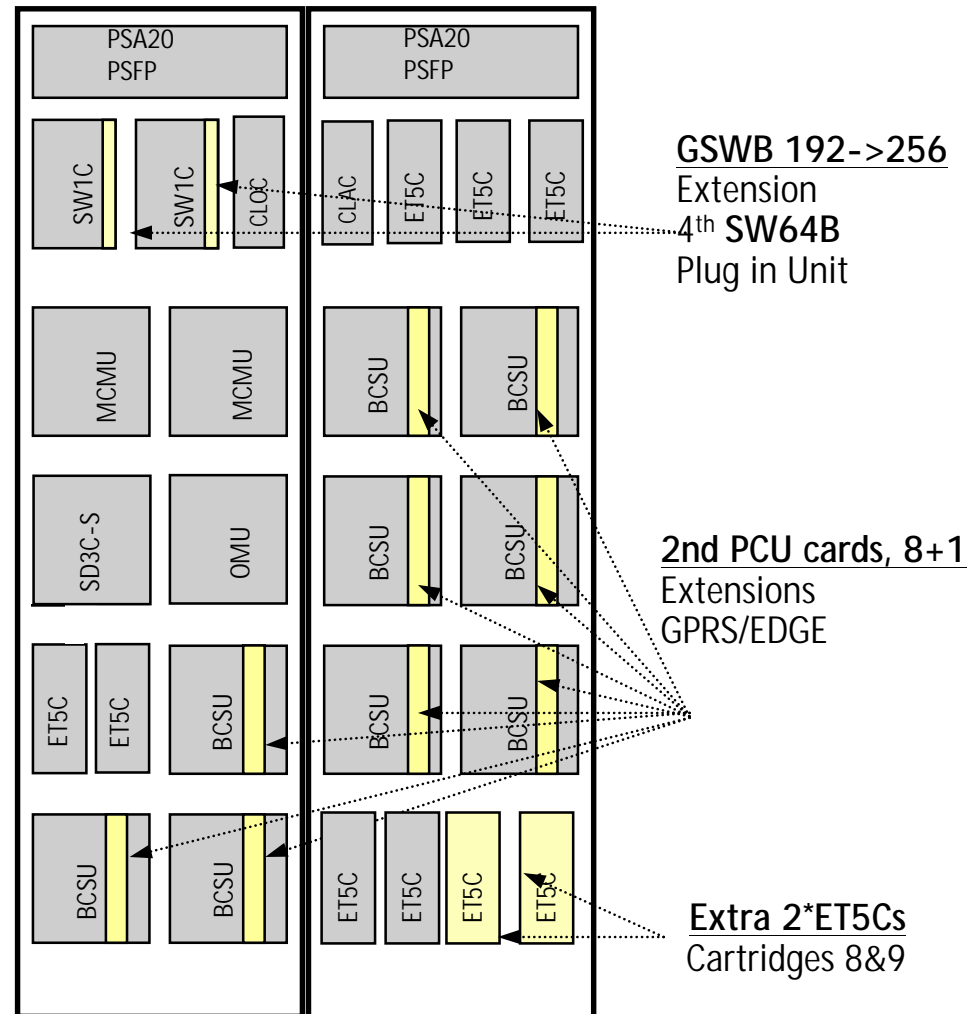 PSA20
PSFP
PSA20
PSFP
SW1C
SW1C
CLOC
CLAC
ET5C
ET5C
ET5C
GSWB 192->256
Extension
4th SW64B
Plug in Unit
MCMU
MCMU
BCSU
BCSU
SD3C-S
OMU
BCSU
BCSU
2nd PCU cards, 8+1
Extensions
GPRS/EDGE
ET5C
ET5C
BCSU
BCSU
BCSU
BCSU
BCSU
ET5C
ET5C
ET5C
ET5C
Extra 2*ET5Cs
Cartridges 8&9